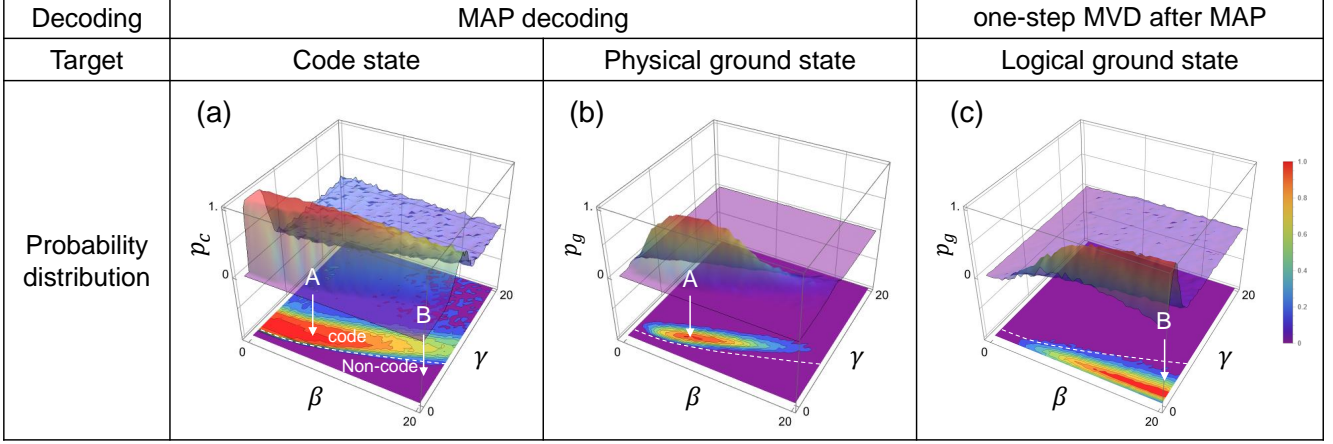 Decoding
MAP decoding
one-step MVD after MAP
Target
Code state
Physical ground state
Logical ground state
Probability
distribution
(a)
1.
p_c
0
A
B
code
Non-code
20
γ
0
0
β
20
(b)
1.
p_g
0
A
20
γ
0
0
β
20
(c)
1.
p_g
0
B
20
γ
0
0
β
20
1.0
0.8
0.6
0.4
0.2
0